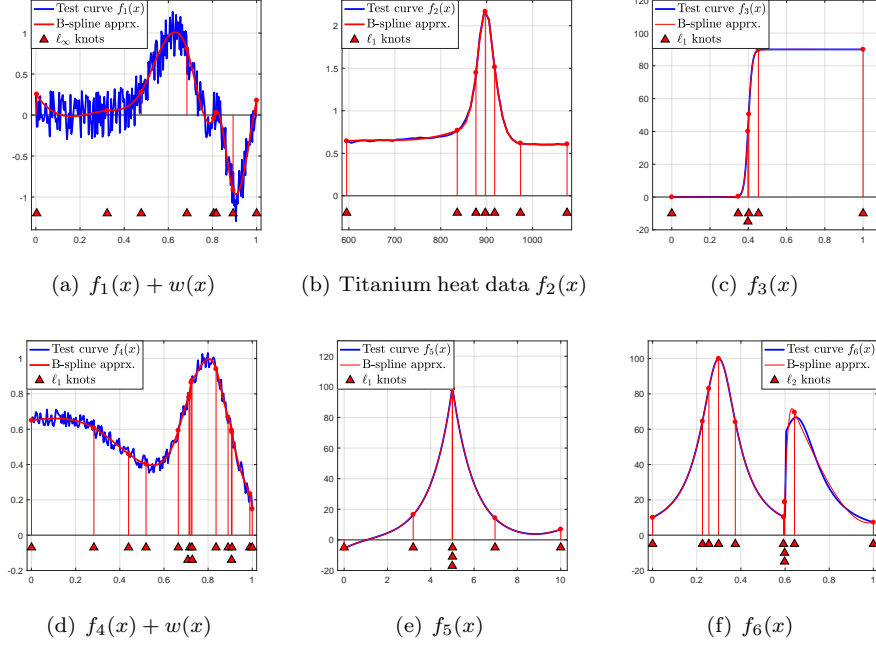 Test curve f₁(x)
B-spline apprx.
ℓ∞ knots
1
0.5
0
-0.5
-1
0 0.2 0.4 0.6 0.8 1
(a) f₁(x) + w(x)
Test curve f₂(x)
B-spline apprx.
ℓ₁ knots
2
1.5
1
0.5
0
600 700 800 900 1000
(b) Titanium heat data f₂(x)
Test curve f₃(x)
B-spline apprx.
ℓ₁ knots
120
100
80
60
40
20
0
-20
0 0.2 0.4 0.6 0.8 1
(c) f₃(x)
Test curve f₄(x)
B-spline apprx.
ℓ₁ knots
1
0.8
0.6
0.4
0.2
0
-0.2
0 0.2 0.4 0.6 0.8 1
(d) f₄(x) + w(x)
Test curve f₅(x)
B-spline apprx.
ℓ₁ knots
120
100
80
60
40
20
0
-20
0 2 4 6 8 10
(e) f₅(x)
Test curve f₆(x)
B-spline apprx.
ℓ₂ knots
100
80
60
40
20
0
-20
0 0.2 0.4 0.6 0.8 1
(f) f₆(x)